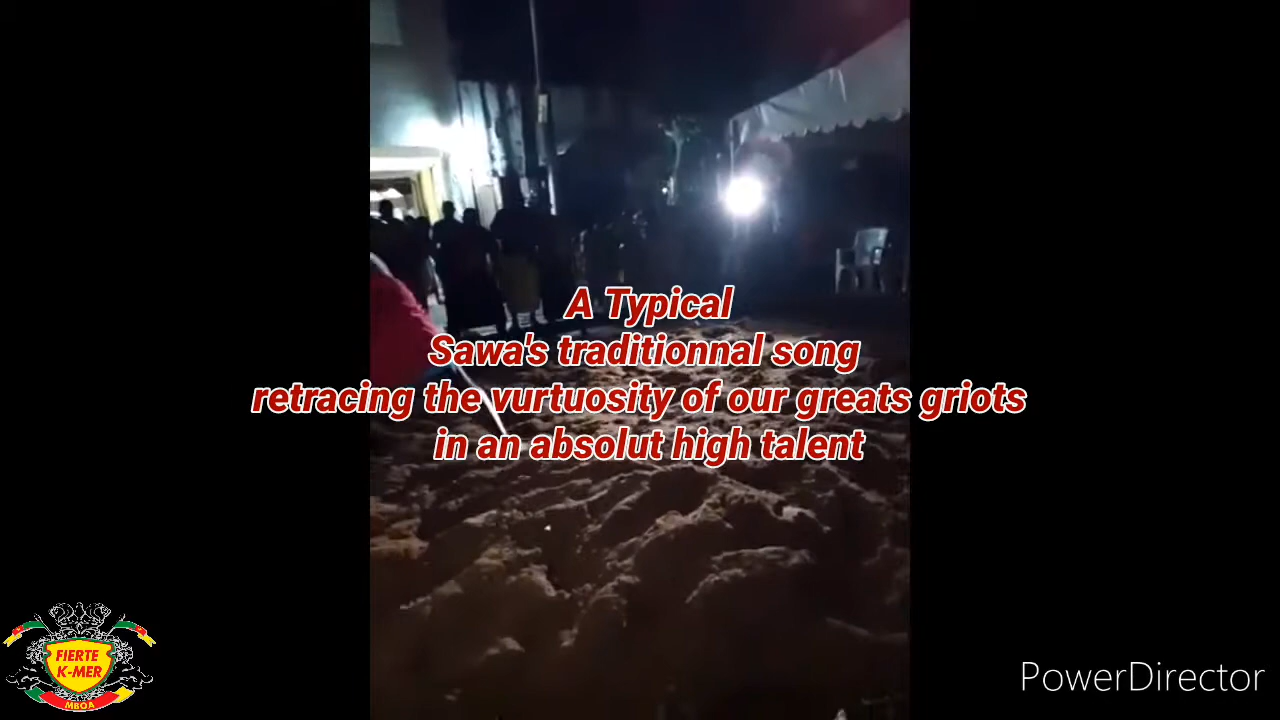 A Typical
Sawa's traditionnal song
retracing the vurtuosity of our greats griots
in an absolut high talent
FIERTE
K-MER
MBOA
PowerDirector